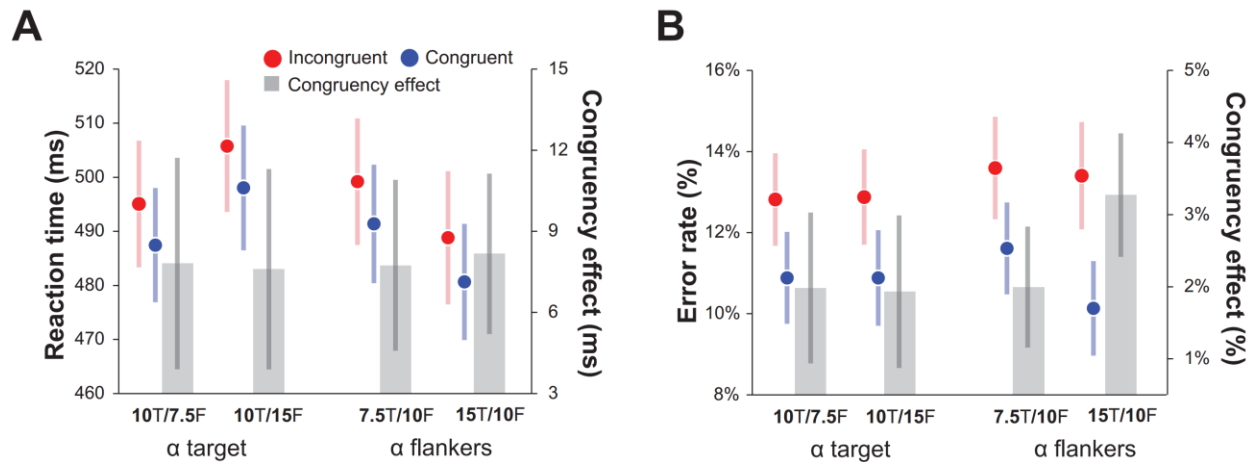 A
Incongruent
Congruent
Congruency effect
Reaction time (ms)
520
510
500
490
480
470
460
15
12
9
6
3
Congruency effect (ms)
10T/7.5F
10T/15F
7.5T/10F
15T/10F
α target
α flankers
B
Error rate (%)
16%
14%
12%
10%
8%
5%
4%
3%
2%
1%
Congruency effect
(%)
10T/7.5F
10T/15F
7.5T/10F
15T/10F
α target
α flankers